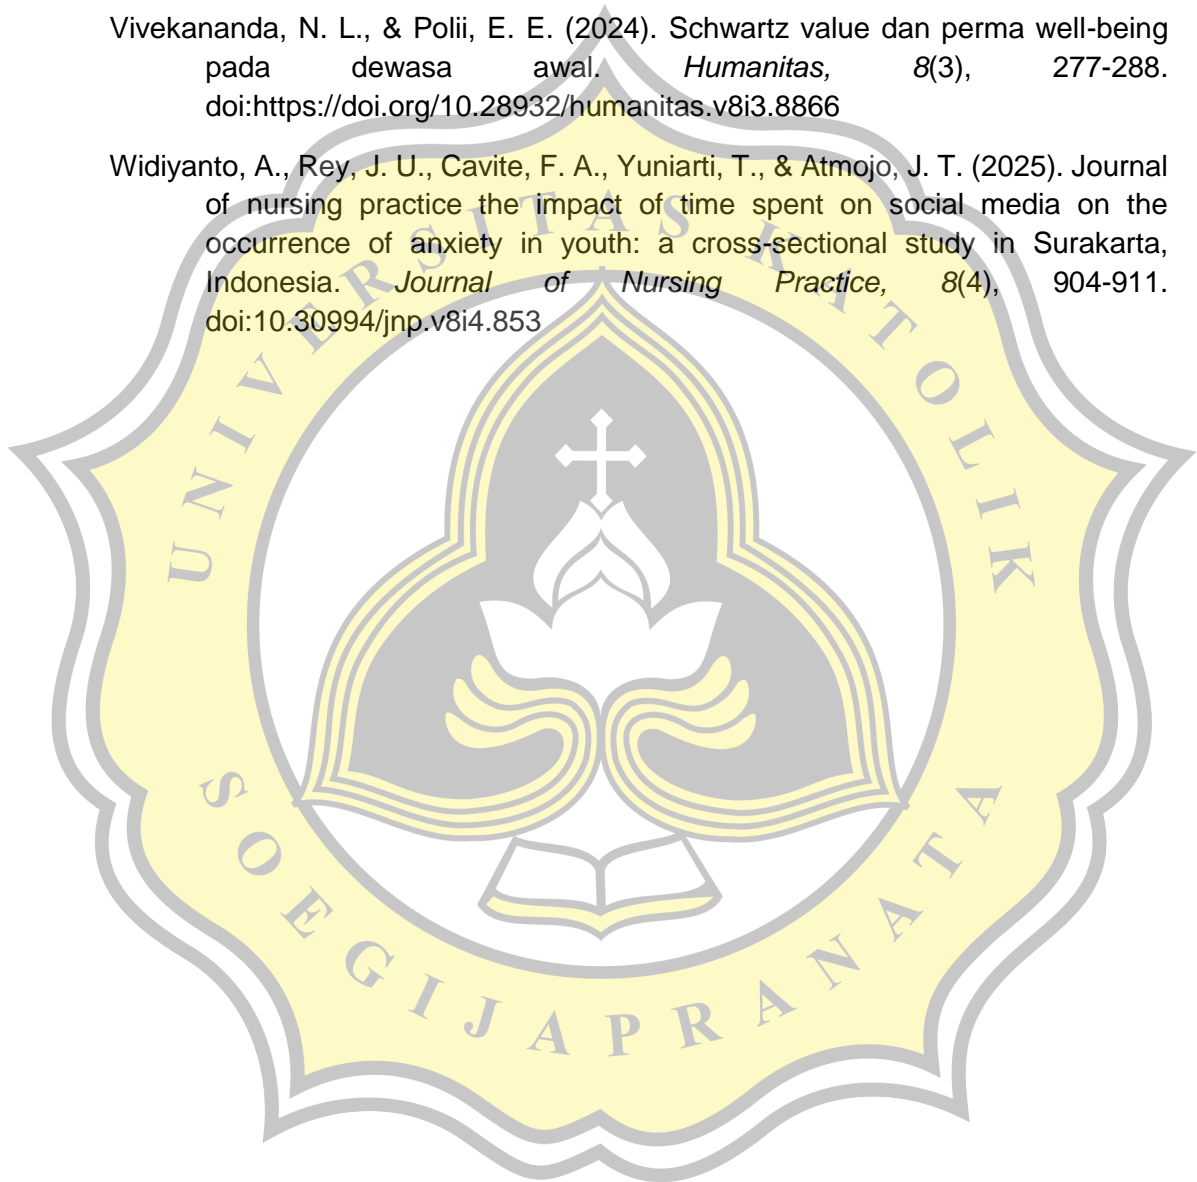 Vivekananda, N. L., & Polii, E. E. (2024). Schwartz value dan perma well-being
pada dewasa awal. Humanitas, 8(3), 277-288.
doi:https://doi.org/10.28932/humanitas.v8i3.8866
Widiyanto, A., Rey, J. U., Cavite, F. A., Yuniarti, T., & Atmojo, J. T. (2025). Journal
of nursing practice the impact of time spent on social media on the
occurrence of anxiety in youth: a cross-sectional study in Surakarta,
Indonesia. Journal of Nursing Practice, 8(4), 904-911.
doi:10.30994/jnp.v8i4.853
UNIVERSITAS KATOLIK
SOEGIJAPRANATA